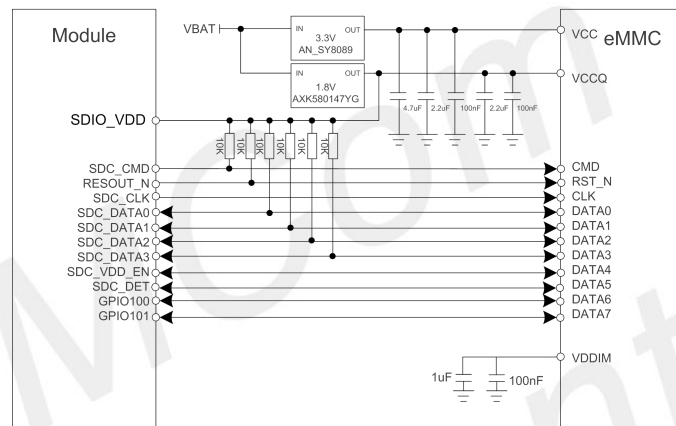 Module
VBAT
IN OUT
3.3V
AN_SY8089
IN OUT
1.8V
AXK580147YG
VCC
eMMC
VCCQ
4.7uF 2.2uF 100nF 2.2uF 100nF
SDIO_VDD
10K 10K 10K 10K 10K 10K
SDC_CMD CMD
RESOUT_N RST_N
SDC_CLK CLK
SDC_DATA0 DATA0
SDC_DATA1 DATA1
SDC_DATA2 DATA2
SDC_DATA3 DATA3
SDC_VDD_EN DATA4
SDC_DET DATA5
GPIO100 DATA6
GPIO101 DATA7
VDDIM
1uF 100nF